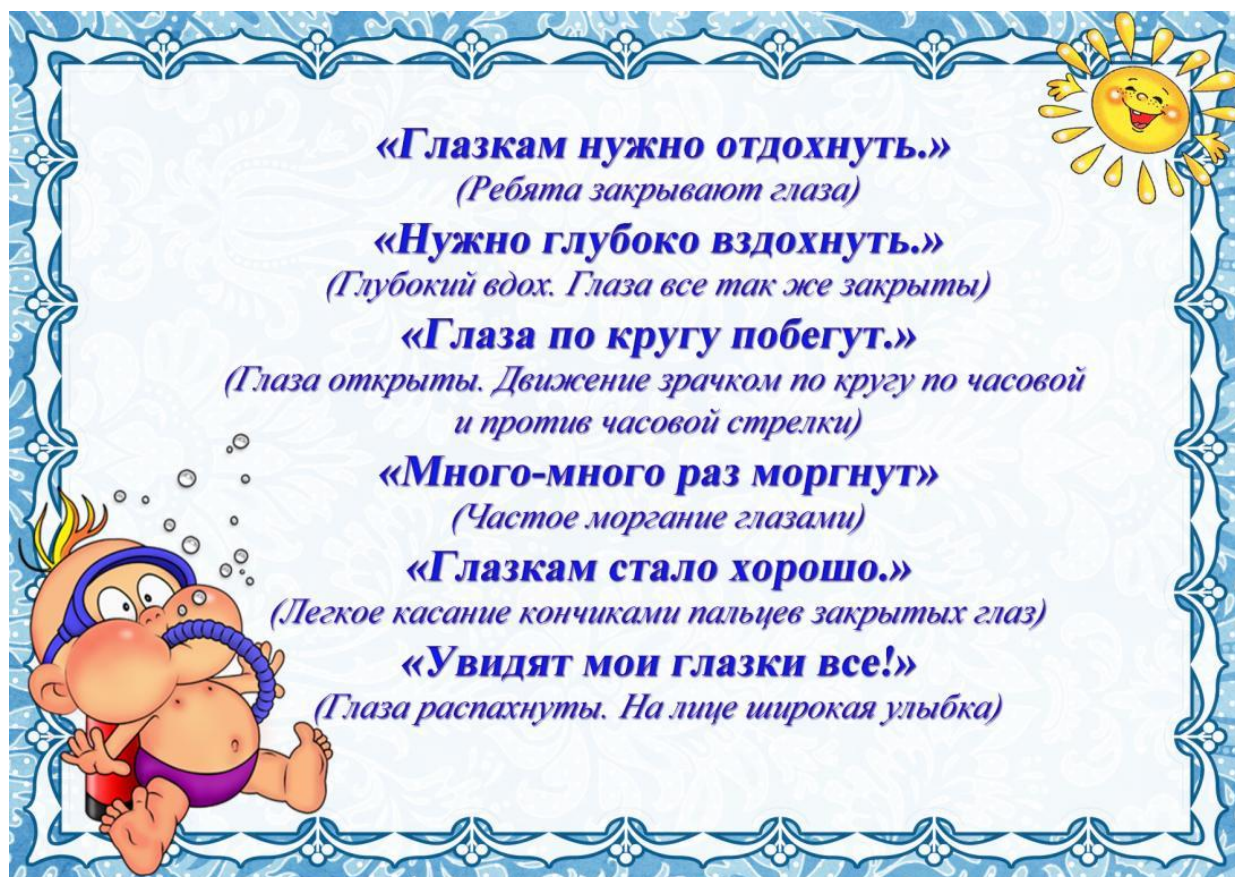 «Глазкам нужно отдохнуть.»
(Ребята закрывают глаза)
«Нужно глубоко вздохнуть.»
(Глубокий вдох. Глаза все так же закрыты)
«Глаза по кругу побегут.»
(Глаза открыты. Движение зрачком по кругу по часовой
и против часовой стрелки)
«Много-много раз моргнут»
(Частое моргание глазами)
«Глазкам стало хорошо.»
(Легкое касание кончиками пальцев закрытых глаз)
«Увидят мои глазки все!»
(Глаза распахнуты. На лице широкая улыбка)